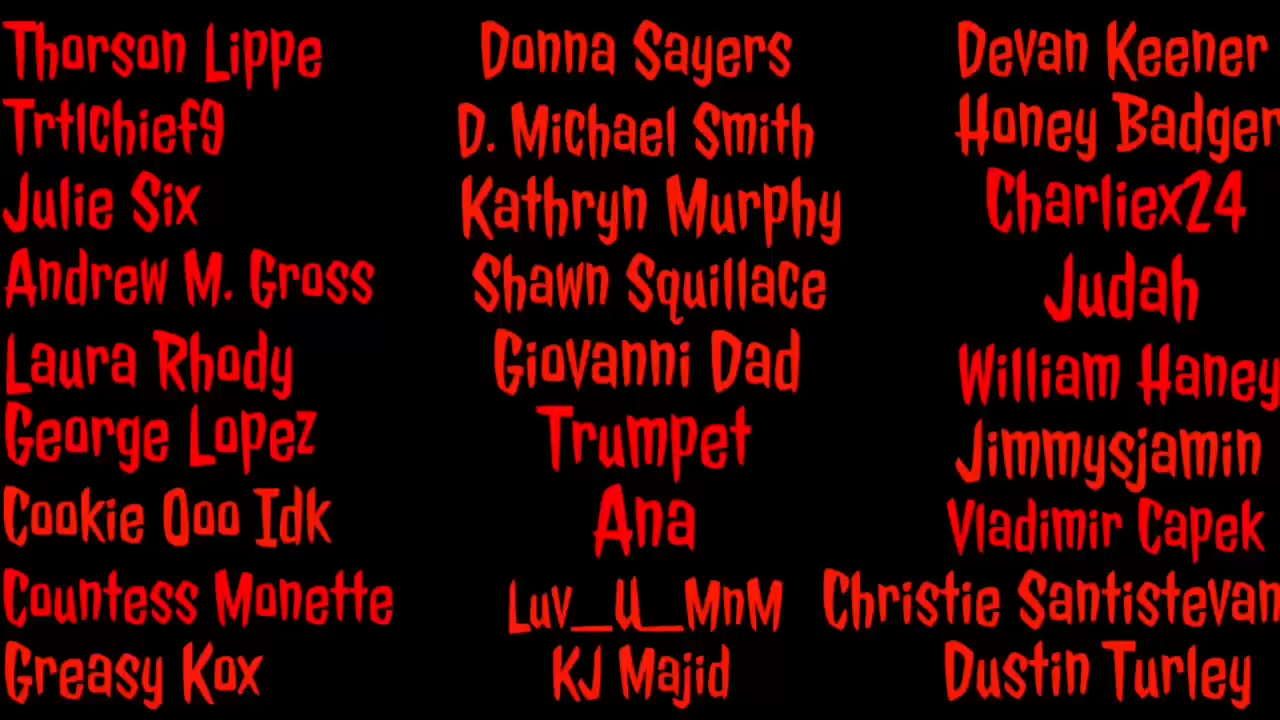 Thorson Lippe
Trtlchief9
Julie Six
Andrew M. Gross
Laura Rhody
George Lopez
Cookie Ooo Idk
Countess Monette
Greasy Kox
Donna Sayers
D. Michael Smith
Kathryn Murphy
Shawn Squillace
Giovanni Dad
Trumpet
Ana
Luv_U_MnM
KJ Majid
Devan Keener
Honey Badger
Charliex24
Judah
William Haney
Jimmysjamin
Vladimir Capek
Christie Santistevan
Dustin Turley